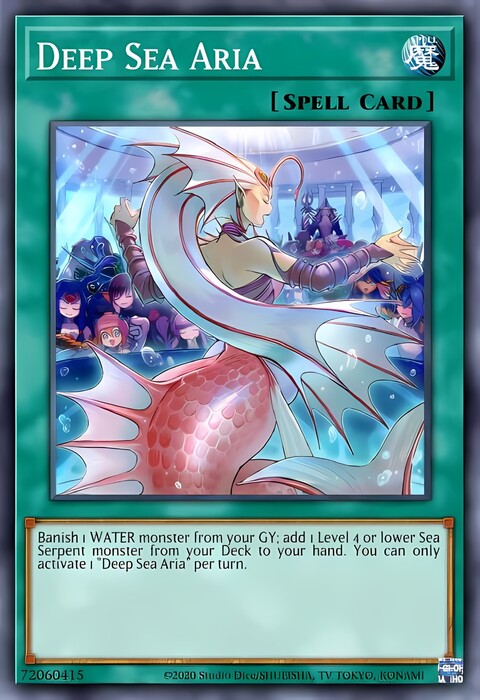 Deep Sea Aria
[Spell Card]
Banish 1 WATER monster from your GY; add 1 Level 4 or lower Sea
Serpent monster from your Deck to your hand. You can only
activate 1 "Deep Sea Aria" per turn.
72060415
©2020 Studio Dice/SHUEISHA, TV TOKYO, KONAMI